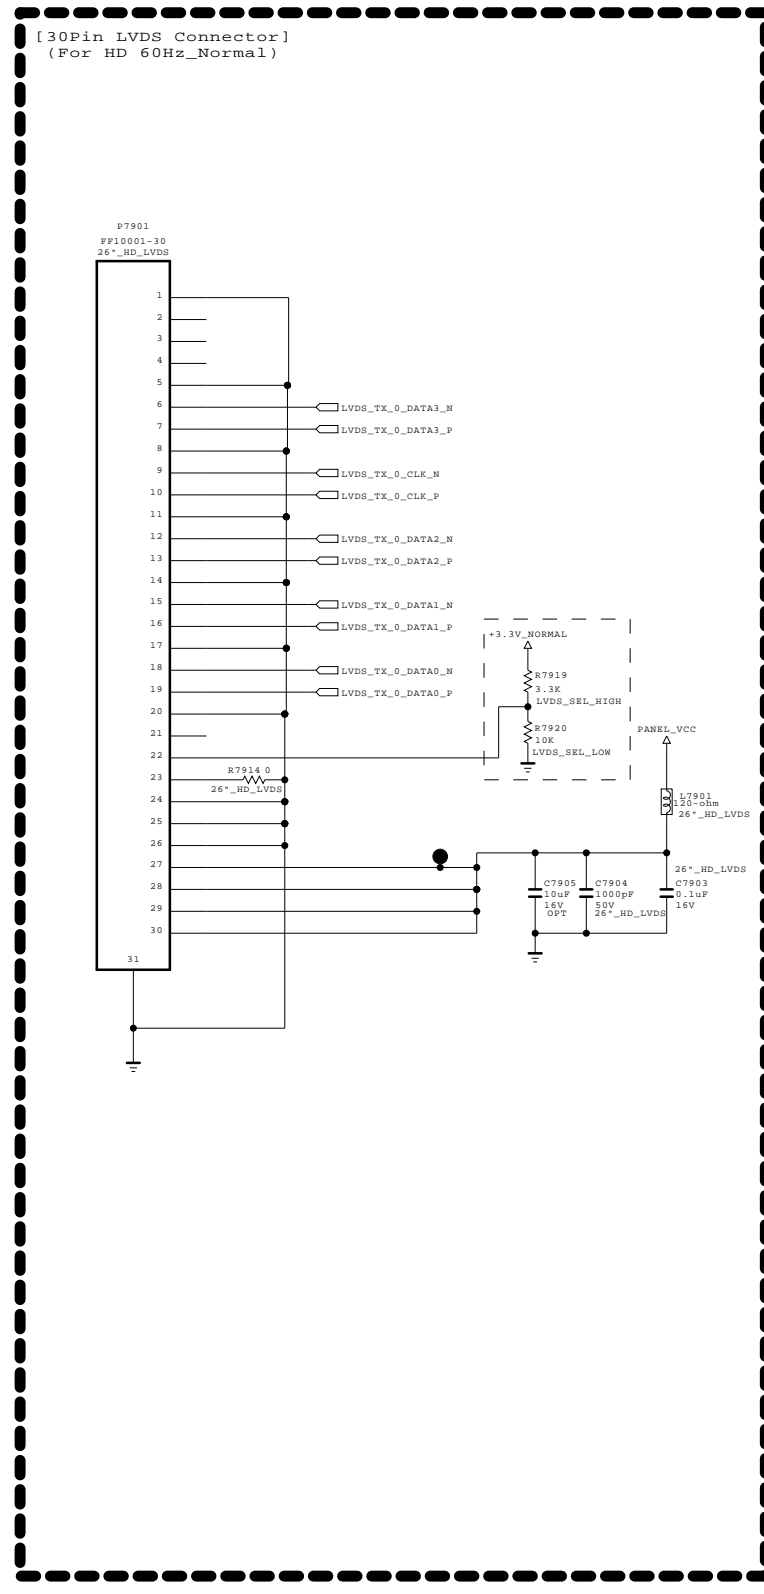 [30Pin LVDS Connector]
(For HD 60Hz_Normal)
P7901
FF10001-30
26"_HD_LVDS
1
2
3
4
5
6
LVDS_TX_0_DATA3_N
7
LVDS_TX_0_DATA3_P
8
9
LVDS_TX_0_CLK_N
10
LVDS_TX_0_CLK_P
11
12
LVDS_TX_0_DATA2_N
13
LVDS_TX_0_DATA2_P
14
15
LVDS_TX_0_DATA1_N
16
LVDS_TX_0_DATA1_P
17
18
LVDS_TX_0_DATA0_N
19
LVDS_TX_0_DATA0_P
20
21
22
23
24
25
26
27
28
29
30
31
R7914 0
26"_HD_LVDS
+3.3V_NORMAL
R7919
3.3K
LVDS_SEL_HIGH
R7920
10K
LVDS_SEL_LOW
PANEL_VCC
L7901
120-ohm
26"_HD_LVDS
C7905
10uF
16V
OPT
C7904
1000pF
50V
26"_HD_LVDS
26"_HD_LVDS
C7903
0.1uF
16V